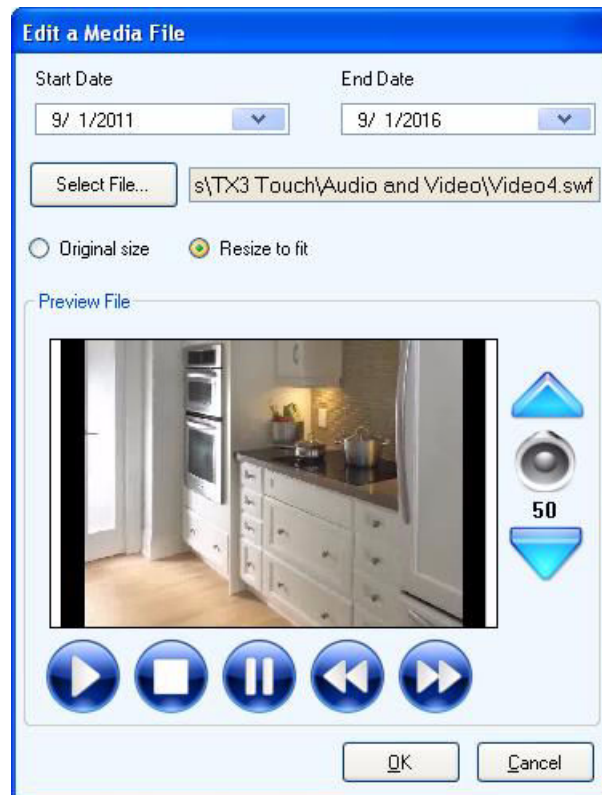 Edit a Media File
Start Date
End Date
9/ 1/2011
9/ 1/2016
Select File...
s\TX3 Touch\Audio and Video\Video4.swf
Original size
Resize to fit
Preview File
50
OK
Cancel